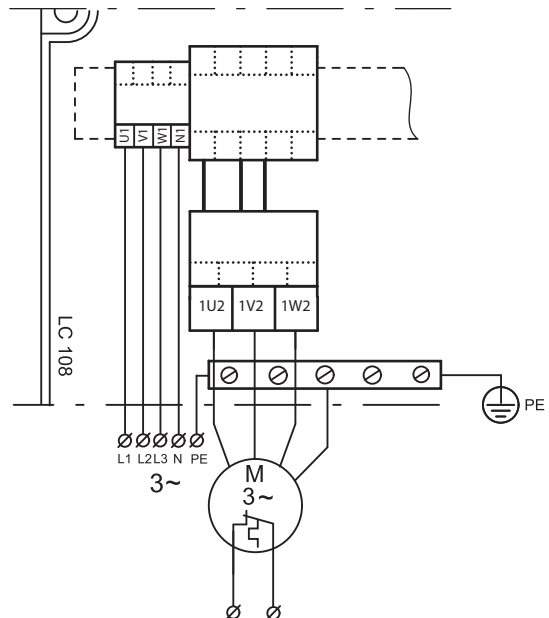 U1 V1 W1 N1
1U2 1V2 1W2
LC 108
PE
L1 L2 L3 N PE
3~
M
3~